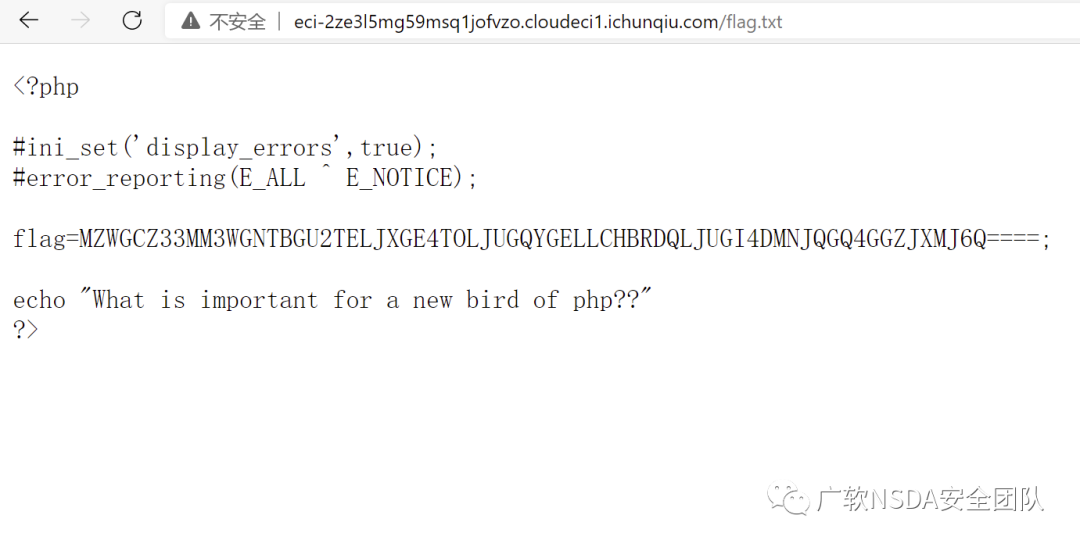 不安全 | eci-2ze3l5mg59msq1jofvzo.cloudeci1.ichunqiu.com/flag.txt
<?php
#ini_set('display_errors',true);
#error_reporting(E_ALL ^ E_NOTICE);
flag=MZWGCZ33MM3WGNTBGU2TELJXGE4TOLJUGQYGELLCHBRDQLJUGI4DMNJQGQ4GGZJXMJ6Q====;
echo "What is important for a new bird of php??"
?>
广软NSDA安全团队